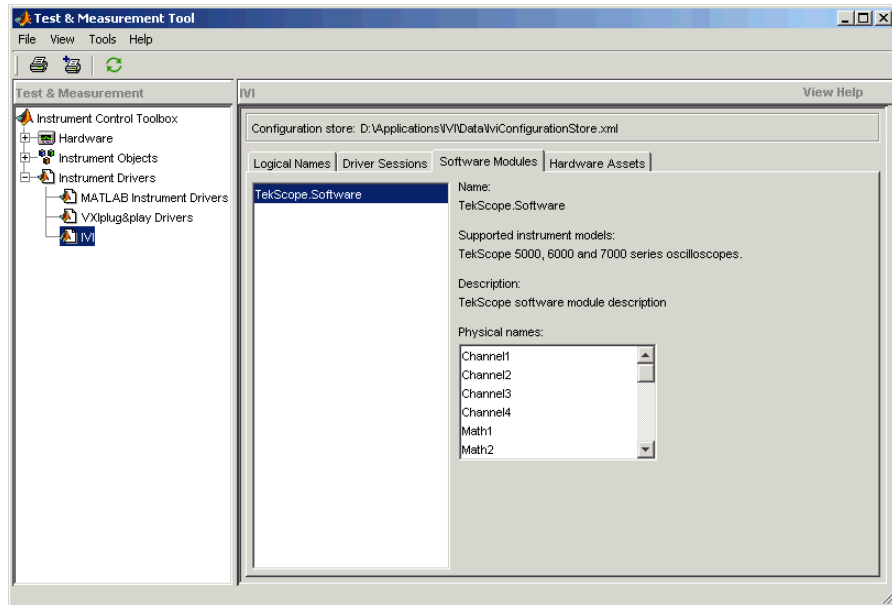 Test & Measurement Tool
File View Tools Help
Test & Measurement
IVI
View Help
Instrument Control Toolbox
Hardware
Instrument Objects
Instrument Drivers
MATLAB Instrument Drivers
VXIplug&play Drivers
IVI
Configuration store: D:\Applications\IVI\Data\IviConfigurationStore.xml
Logical Names Driver Sessions Software Modules Hardware Assets
TekScope.Software
Name:
TekScope.Software
Supported instrument models:
TekScope 5000, 6000 and 7000 series oscilloscopes.
Description:
TekScope software module description
Physical names:
Channel1
Channel2
Channel3
Channel4
Math1
Math2